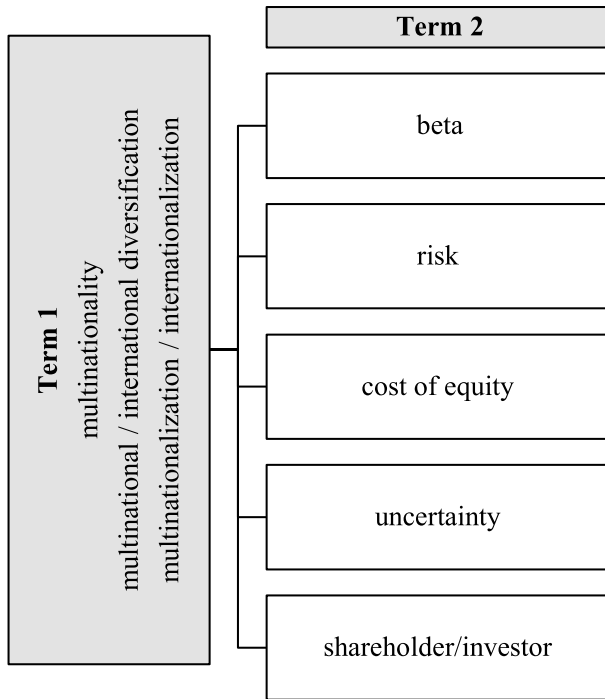 Term 1
multinationality
multinational / international diversification
multinationalization / internationalization
Term 2
beta
risk
cost of equity
uncertainty
shareholder/investor